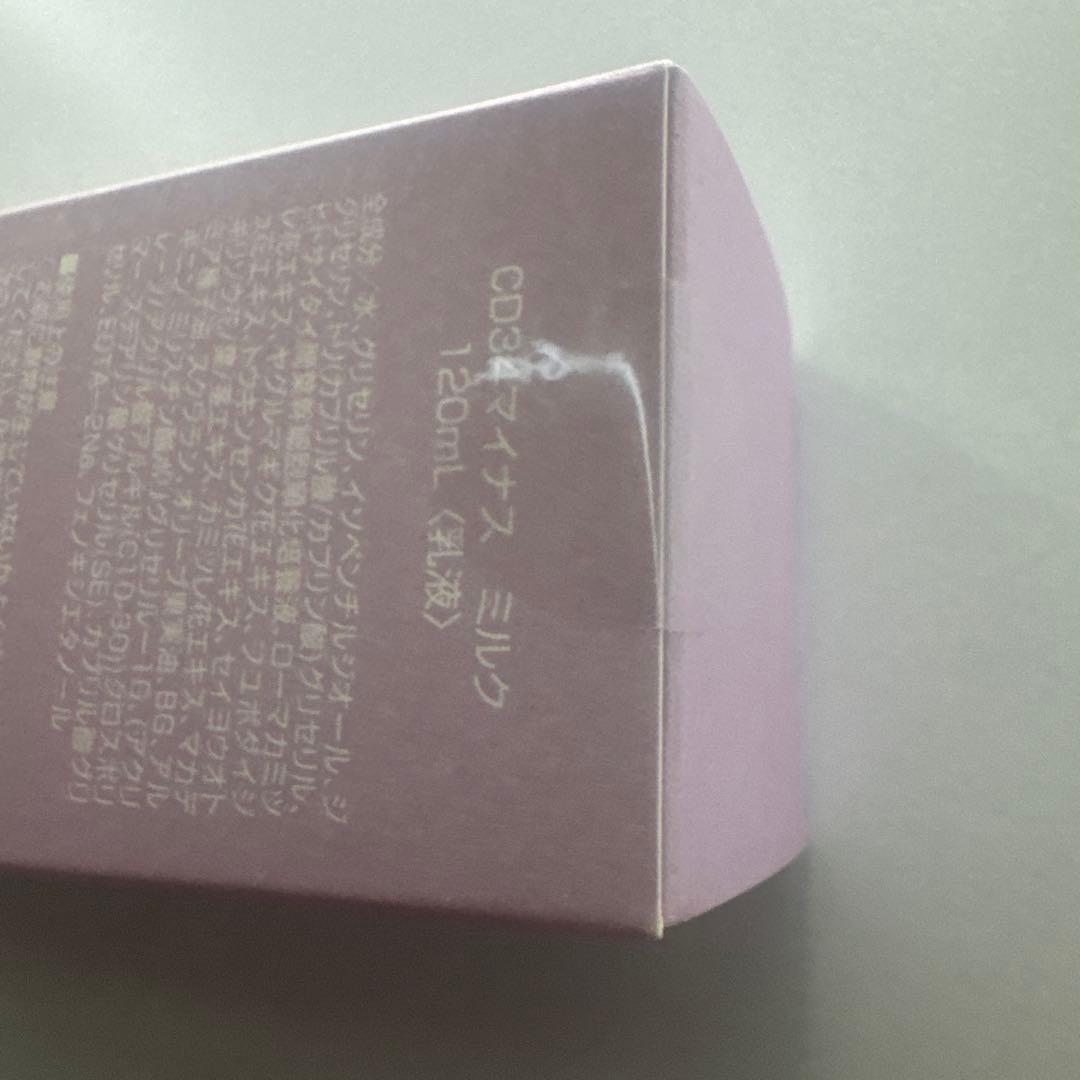 CD34マイナス ミルク
120mL 〈乳液〉
全成分／水、グリセリン、イソペンチルジオール、ジ
グリセリン、トリ(カプリル酸/カプリン酸)グリセリル、
ヒトサイタイ間葉幹細胞順化培養液、ローマカミツ
レ花エキス、ヤグルマギク花エキス、フユボダイジ
ュ花エキス、トウキンセンカ花エキス、セイヨウオト
ギリソウ花/葉/茎エキス、カミツレ花エキス、マカデ
ミア種子油、スクワラン、オリーブ果実油、BG、アル
ギニン、ミリスチン酸ポリグリセリル-10、(アクリ
レーツ/アクリル酸アルキル(C10-30))クロスポリ
マー、ステアリン酸グリセリル(SE)、カプリル酸グリ
セリル、EDTA-2Na、フェノキシエタノール